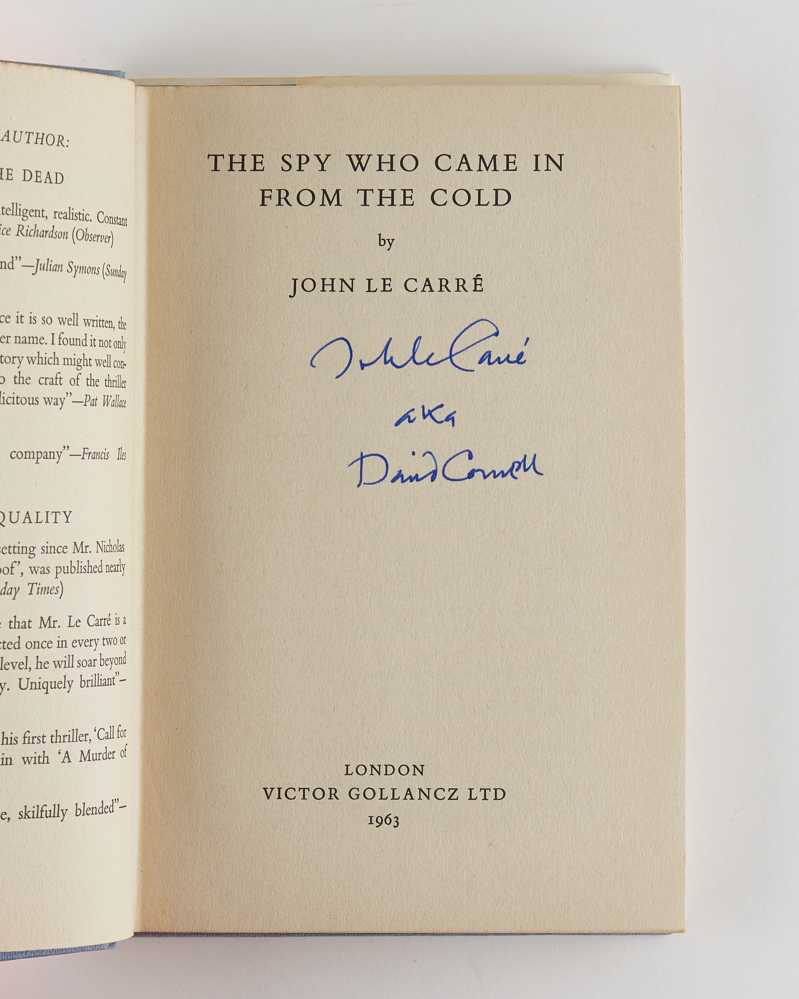 AUTHOR:
HE DEAD
telligent, realistic. Constant
ice Richardson (Observer)
nd"—Julian Symons (Sunday
ce it is so well written, the
er name. I found it not only
tory which might well con-
o the craft of the thriller
licitous way"—Pat Wallace
company"—Francis Iles
QUALITY
etting since Mr. Nicholas
oof', was published nearly
day Times)
that Mr. Le Carré is a
cted once in every two or
level, he will soar beyond
y. Uniquely brilliant"—
his first thriller, 'Call for
in with 'A Murder of
e, skilfully blended"—
THE SPY WHO CAME IN
FROM THE COLD
by
JOHN LE CARRÉ
John le Carré
aka
David Cornwell
LONDON
VICTOR GOLLANCZ LTD
1963